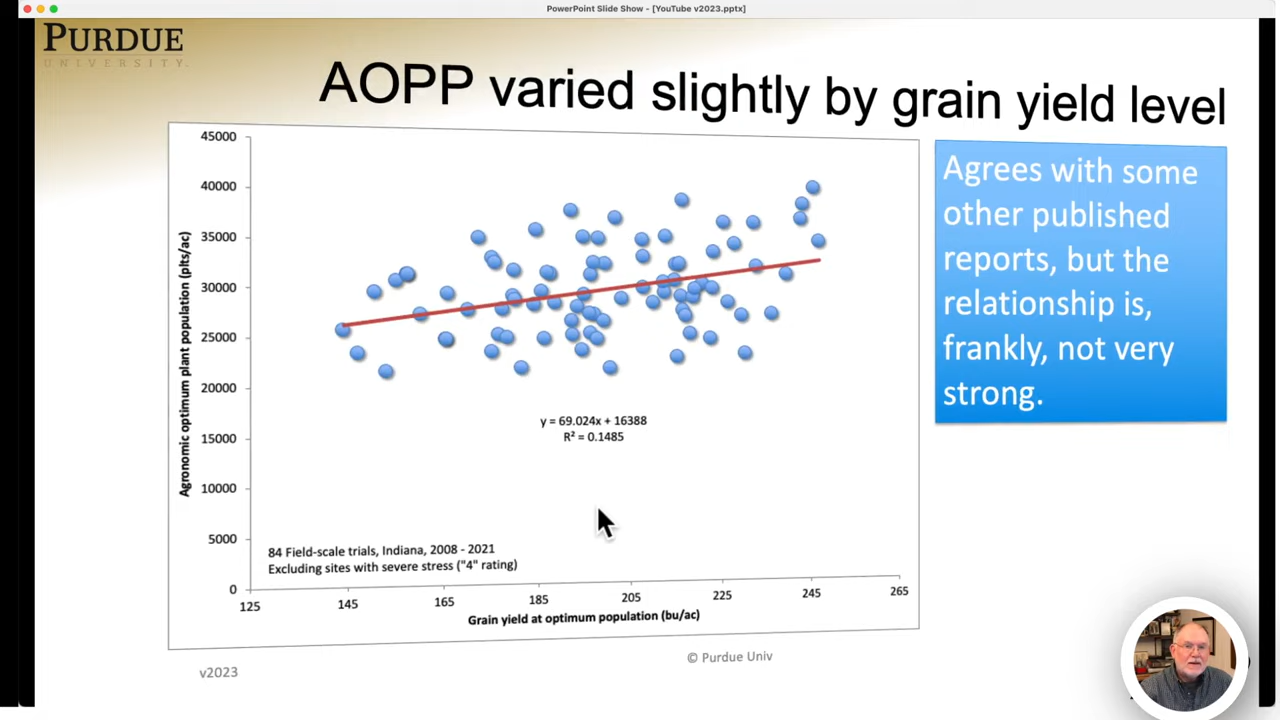 PowerPoint Slide Show - [YouTube v2023.pptx]
PURDUE
UNIVERSITY.
AOPP varied slightly by grain yield level
45000
40000
35000
30000
25000
20000
15000
10000
5000
0
Agronomic optimum plant population (plts/ac)
y = 69.024x + 16388
R² = 0.1485
84 Field-scale trials, Indiana, 2008 - 2021
Excluding sites with severe stress ("4" rating)
125
145
165
185
205
225
245
265
Grain yield at optimum population (bu/ac)
Agrees with some
other published
reports, but the
relationship is,
frankly, not very
strong.
v2023
© Purdue Univ